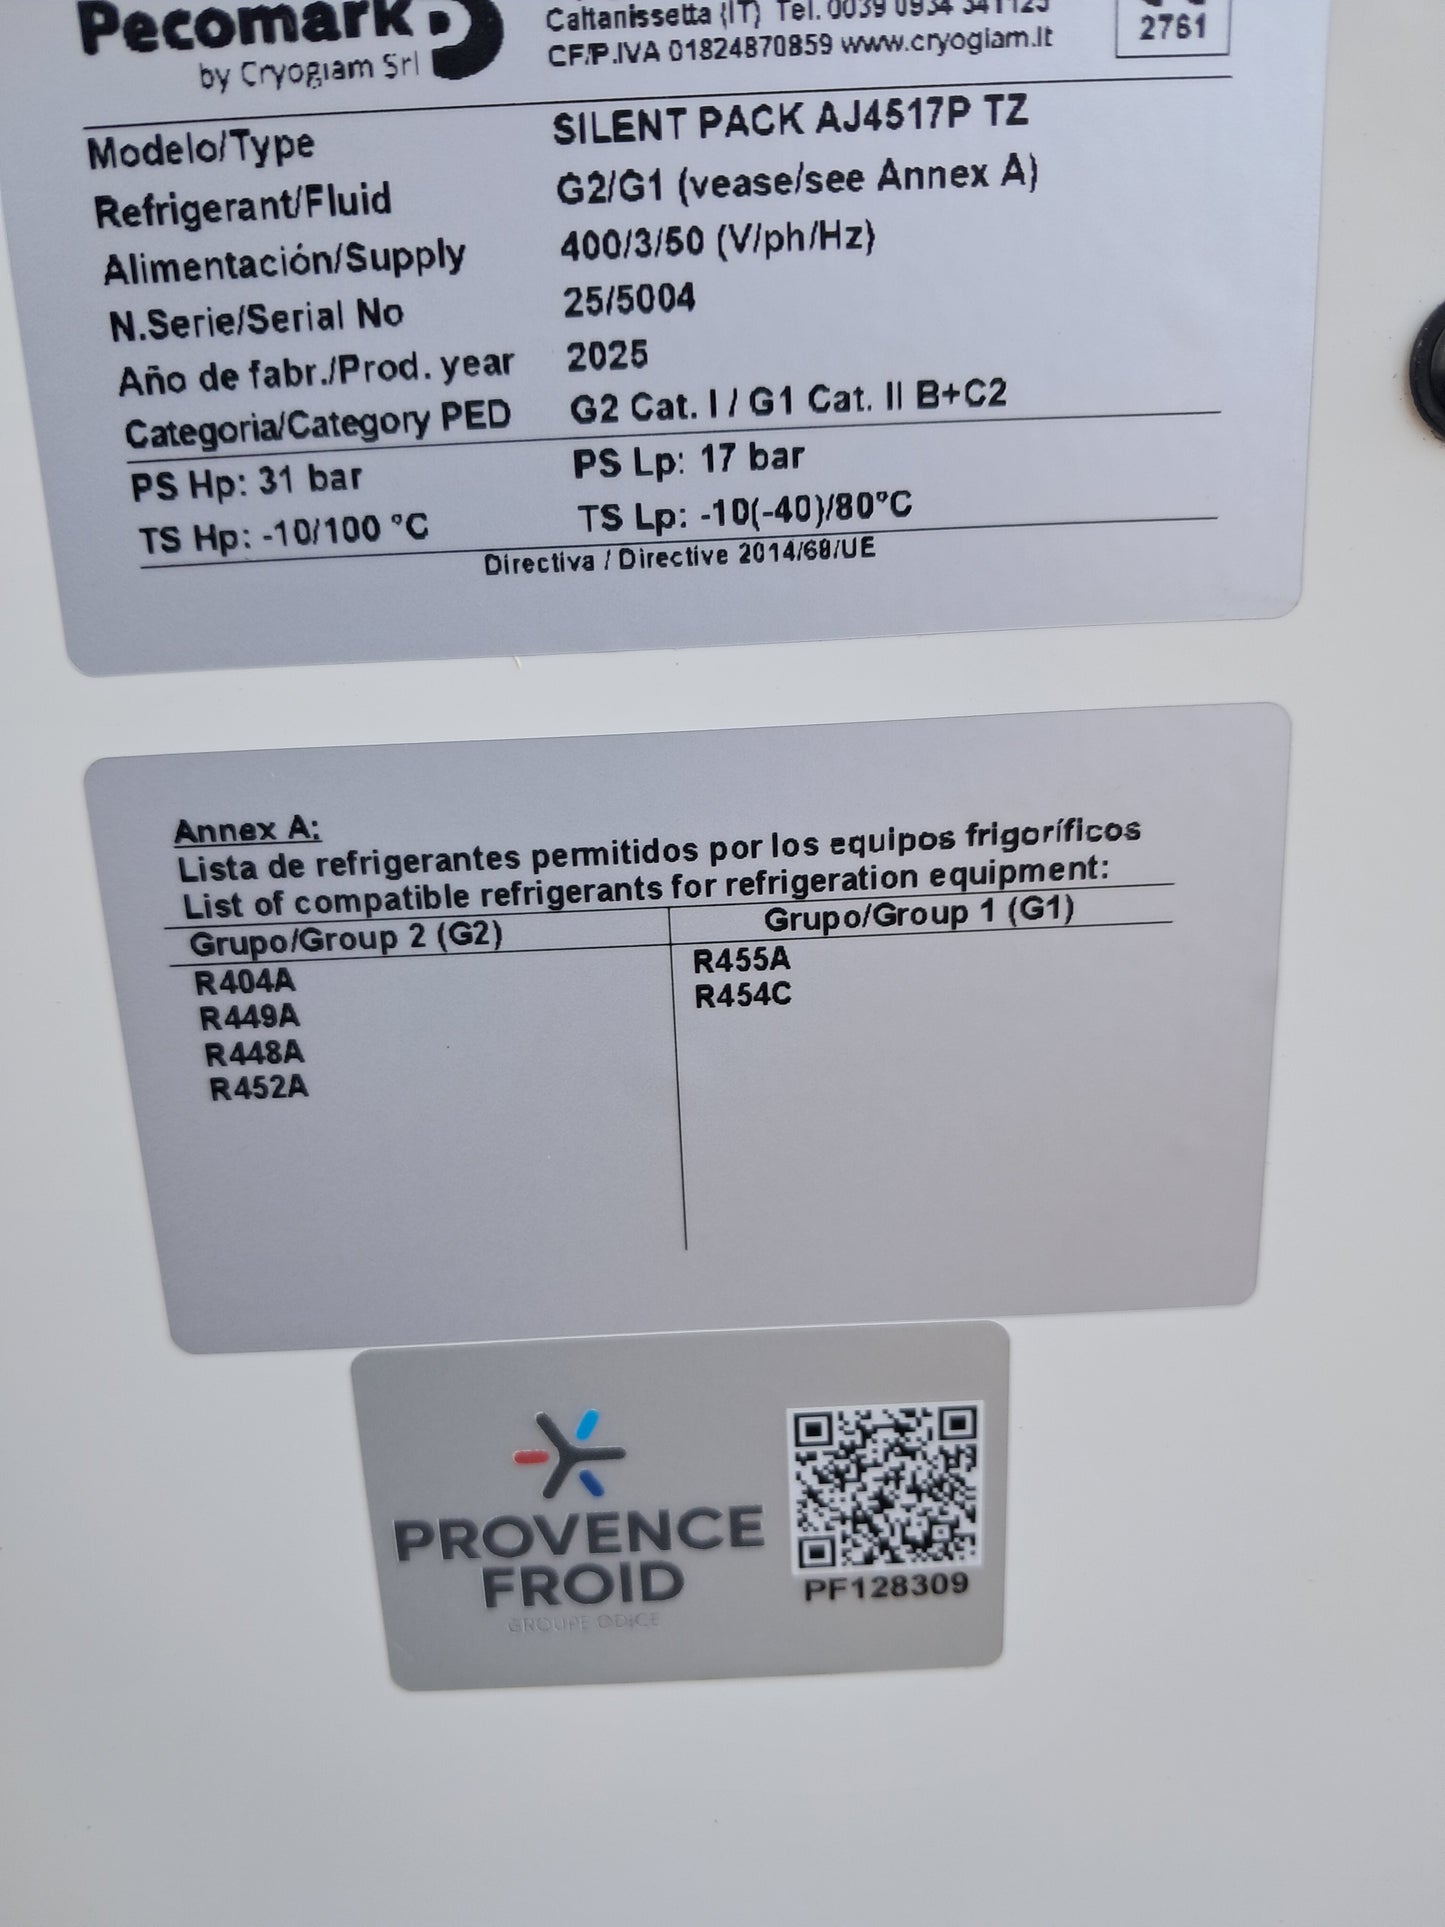 Pecomark
by Cryogiam Srl
Caltanissetta (IT) Tel. 0039 0934 541125
CF/P.IVA 01824870859 www.cryogiam.it
2761
Modelo/Type SILENT PACK AJ4517P TZ
Refrigerant/Fluid G2/G1 (vease/see Annex A)
Alimentación/Supply 400/3/50 (V/ph/Hz)
N.Serie/Serial No 25/5004
Año de fabr./Prod. year 2025
Categoria/Category PED G2 Cat. I / G1 Cat. II B+C2
PS Hp: 31 bar PS Lp: 17 bar
TS Hp: -10/100 ºC TS Lp: -10(-40)/80ºC
Directiva / Directive 2014/68/UE
Annex A:
Lista de refrigerantes permitidos por los equipos frigoríficos
List of compatible refrigerants for refrigeration equipment:
Grupo/Group 2 (G2) Grupo/Group 1 (G1)
R404A R455A
R449A R454C
R448A
R452A
PROVENCE
FROID
GROUPE ODICE
PF128309